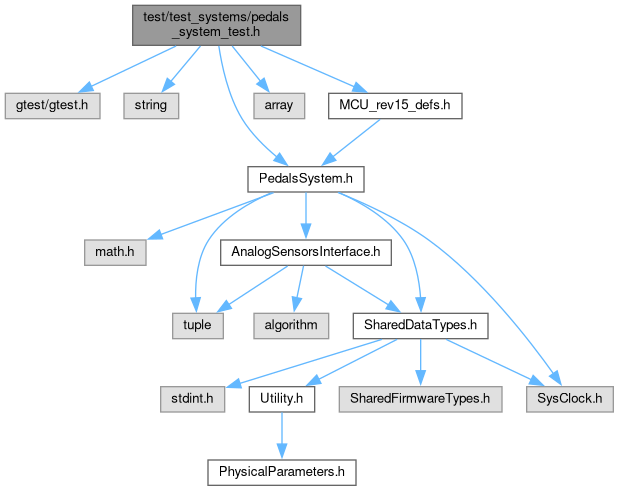 test/test_systems/pedals
_system_test.h
gtest/gtest.h
string
array
MCU_rev15_defs.h
PedalsSystem.h
math.h
AnalogSensorsInterface.h
tuple
algorithm
SharedDataTypes.h
stdint.h
Utility.h
SharedFirmwareTypes.h
SysClock.h
PhysicalParameters.h